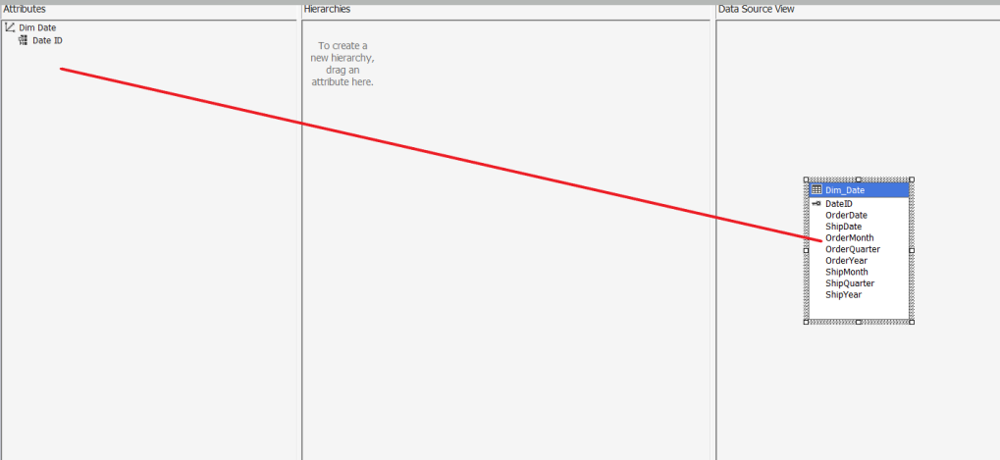 Attributes
Dim Date
Date ID
Hierarchies
To create a
new hierarchy,
drag an
attribute here.
Data Source View
Dim_Date
DateID
OrderDate
ShipDate
OrderMonth
OrderQuarter
OrderYear
ShipMonth
ShipQuarter
ShipYear